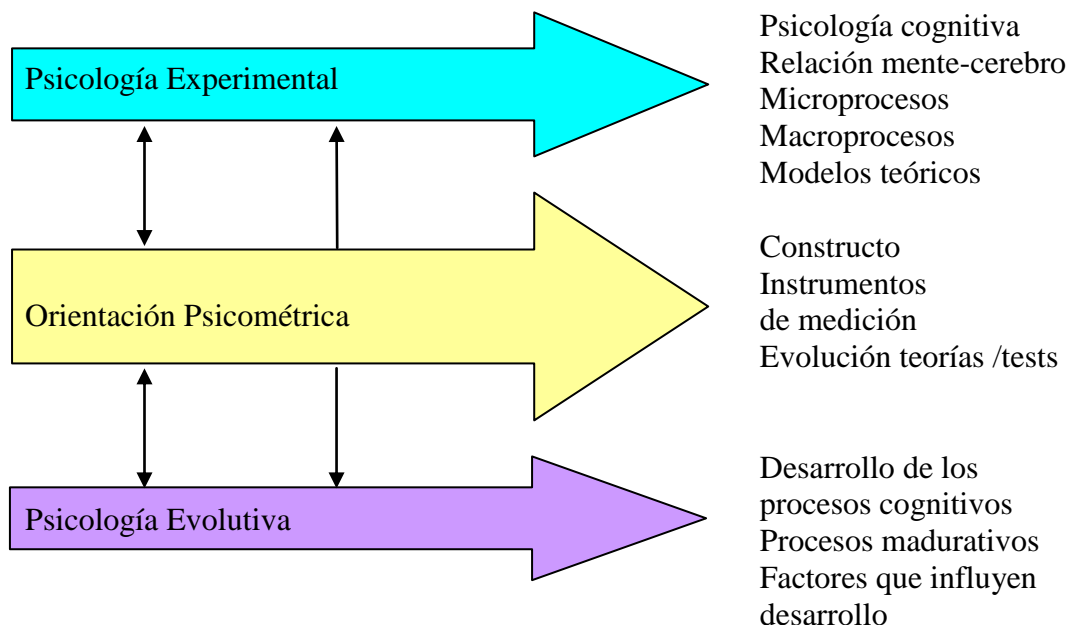 Psicología Experimental
Psicología cognitiva
Relación mente-cerebro
Microprocesos
Macroprocesos
Modelos teóricos
Orientación Psicométrica
Constructo
Instrumentos
de medición
Evolución teorías /tests
Psicología Evolutiva
Desarrollo de los
procesos cognitivos
Procesos madurativos
Factores que influyen
desarrollo